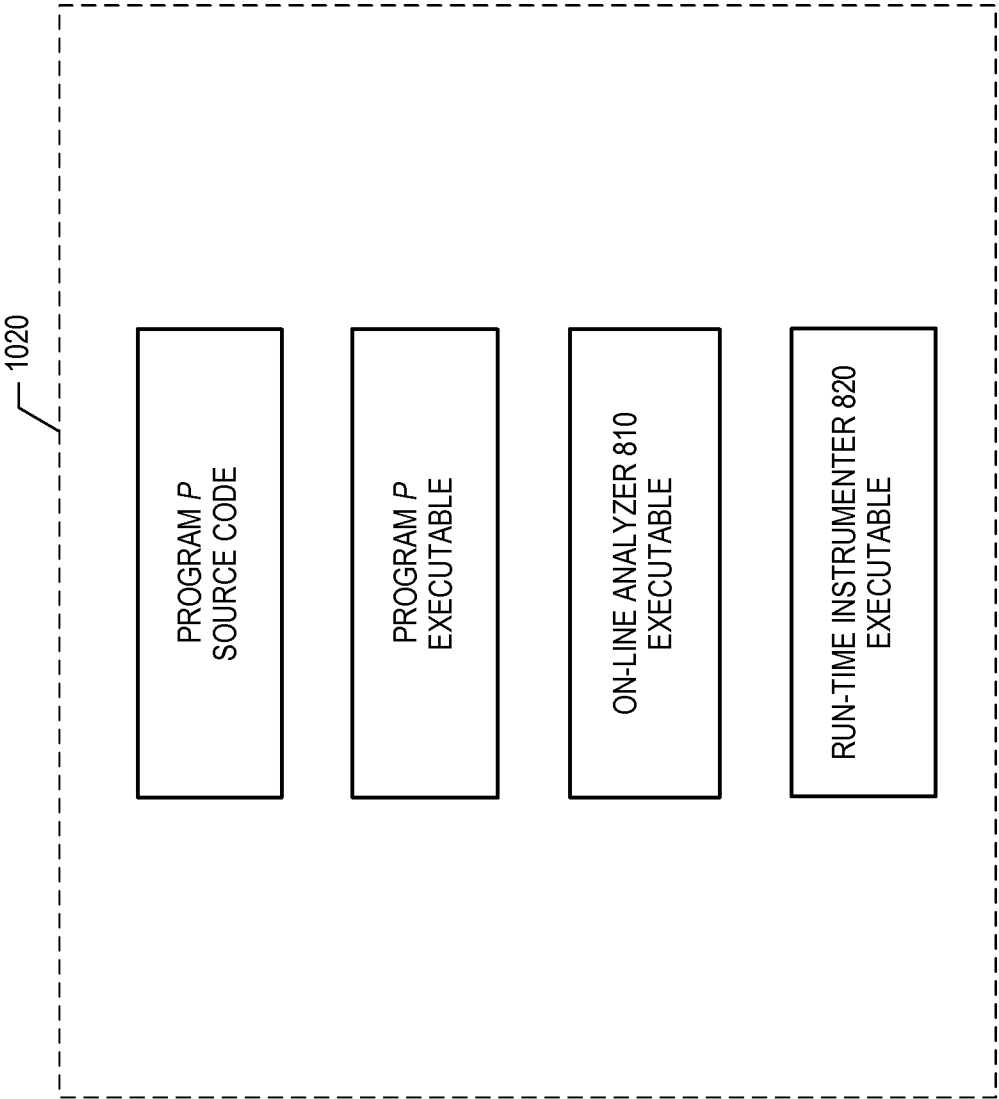 1020
PROGRAM P
SOURCE CODE
PROGRAM P
EXECUTABLE
ON-LINE ANALYZER 810
EXECUTABLE
RUN-TIME INSTRUMENTER 820
EXECUTABLE